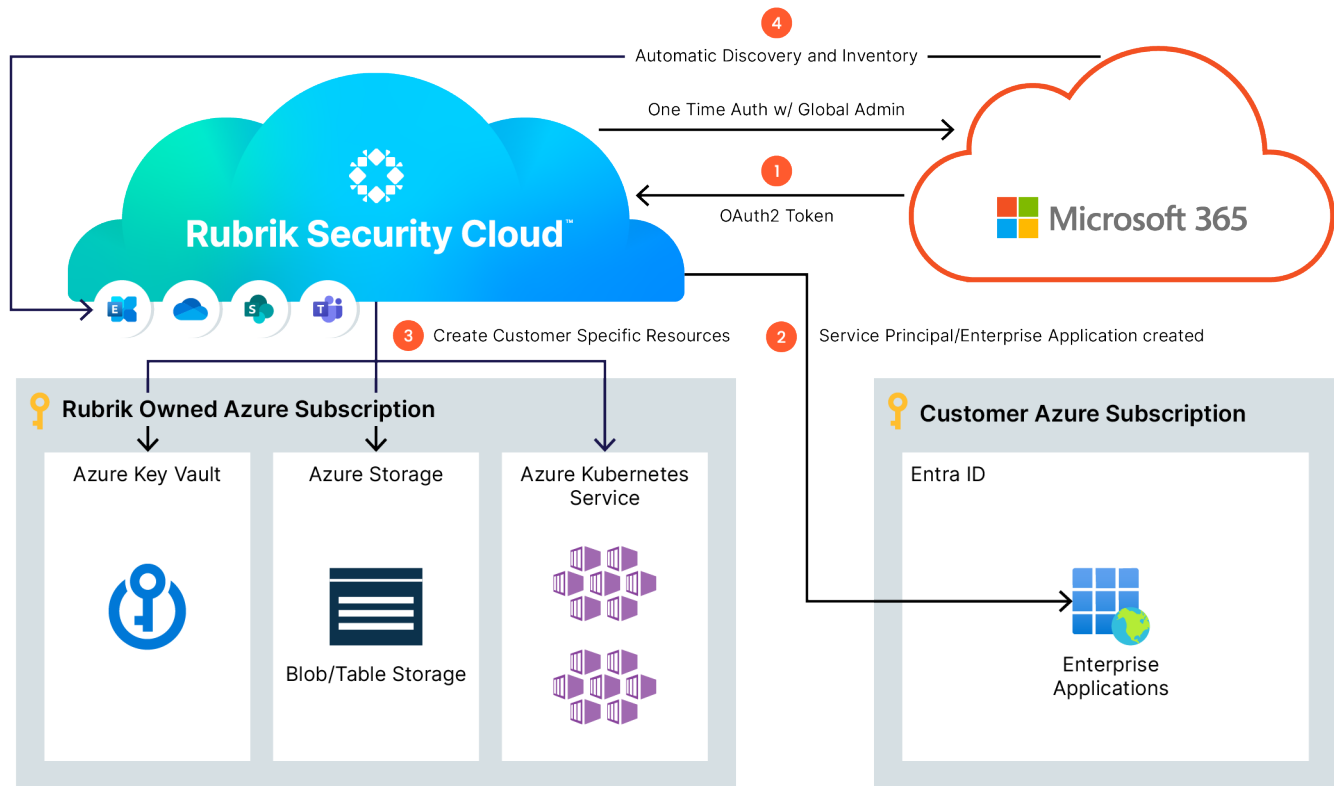 4
Automatic Discovery and Inventory
One Time Auth w/ Global Admin
1
OAuth2 Token
Rubrik Security Cloud™
Microsoft 365
E
S
T
3 Create Customer Specific Resources
2 Service Principal/Enterprise Application created
Rubrik Owned Azure Subscription
Azure Key Vault
Azure Storage
Blob/Table Storage
Azure Kubernetes
Service
Customer Azure Subscription
Entra ID
Enterprise
Applications